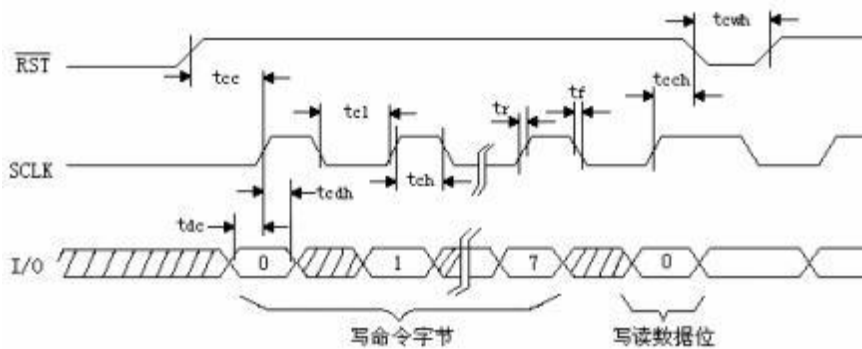 tcwh
RST
tcc
tcch
tcl
tr
tf
SCLK
tch
tcdh
tdc
I/O
0
1
7
0
写命令字节
写读数据位